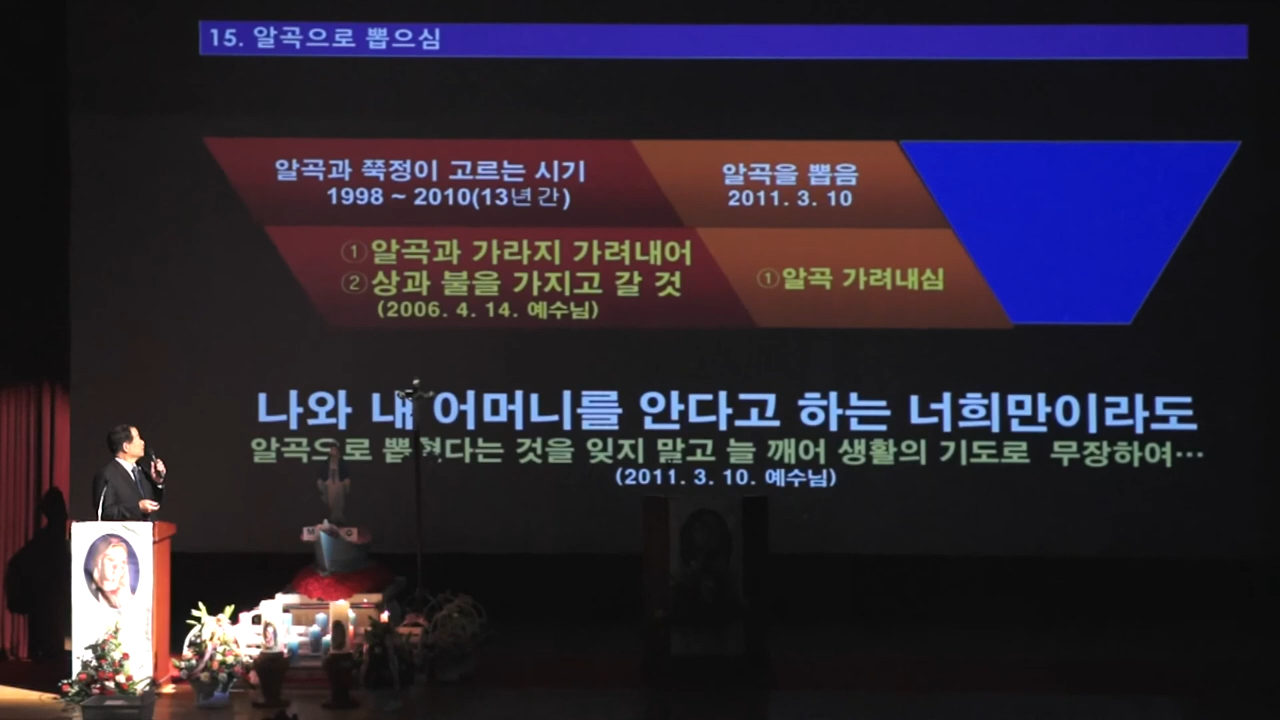 15. 알곡으로 뽑으심
알곡과 쭉정이 고르는 시기
1998 ~ 2010(13년간)
알곡을 뽑음
2011. 3. 10
①알곡과 가라지 가려내어
②상과 불을 가지고 갈 것
(2006. 4. 14. 예수님)
①알곡 가려내심
나와 내 어머니를 안다고 하는 너희만이라도
알곡으로 뽑혔다는 것을 잊지 말고 늘 깨어 생활의 기도로 무장하여…
(2011. 3. 10. 예수님)